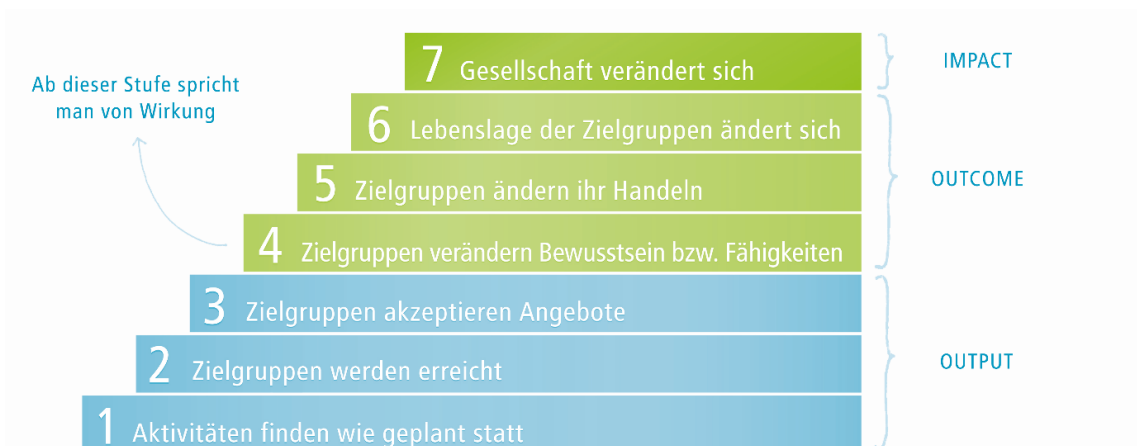 7 Gesellschaft verändert sich
IMPACT
Ab dieser Stufe spricht
man von Wirkung
6 Lebenslage der Zielgruppen ändert sich
5 Zielgruppen ändern ihr Handeln
OUTCOME
4 Zielgruppen verändern Bewusstsein bzw. Fähigkeiten
3 Zielgruppen akzeptieren Angebote
2 Zielgruppen werden erreicht
OUTPUT
1 Aktivitäten finden wie geplant statt